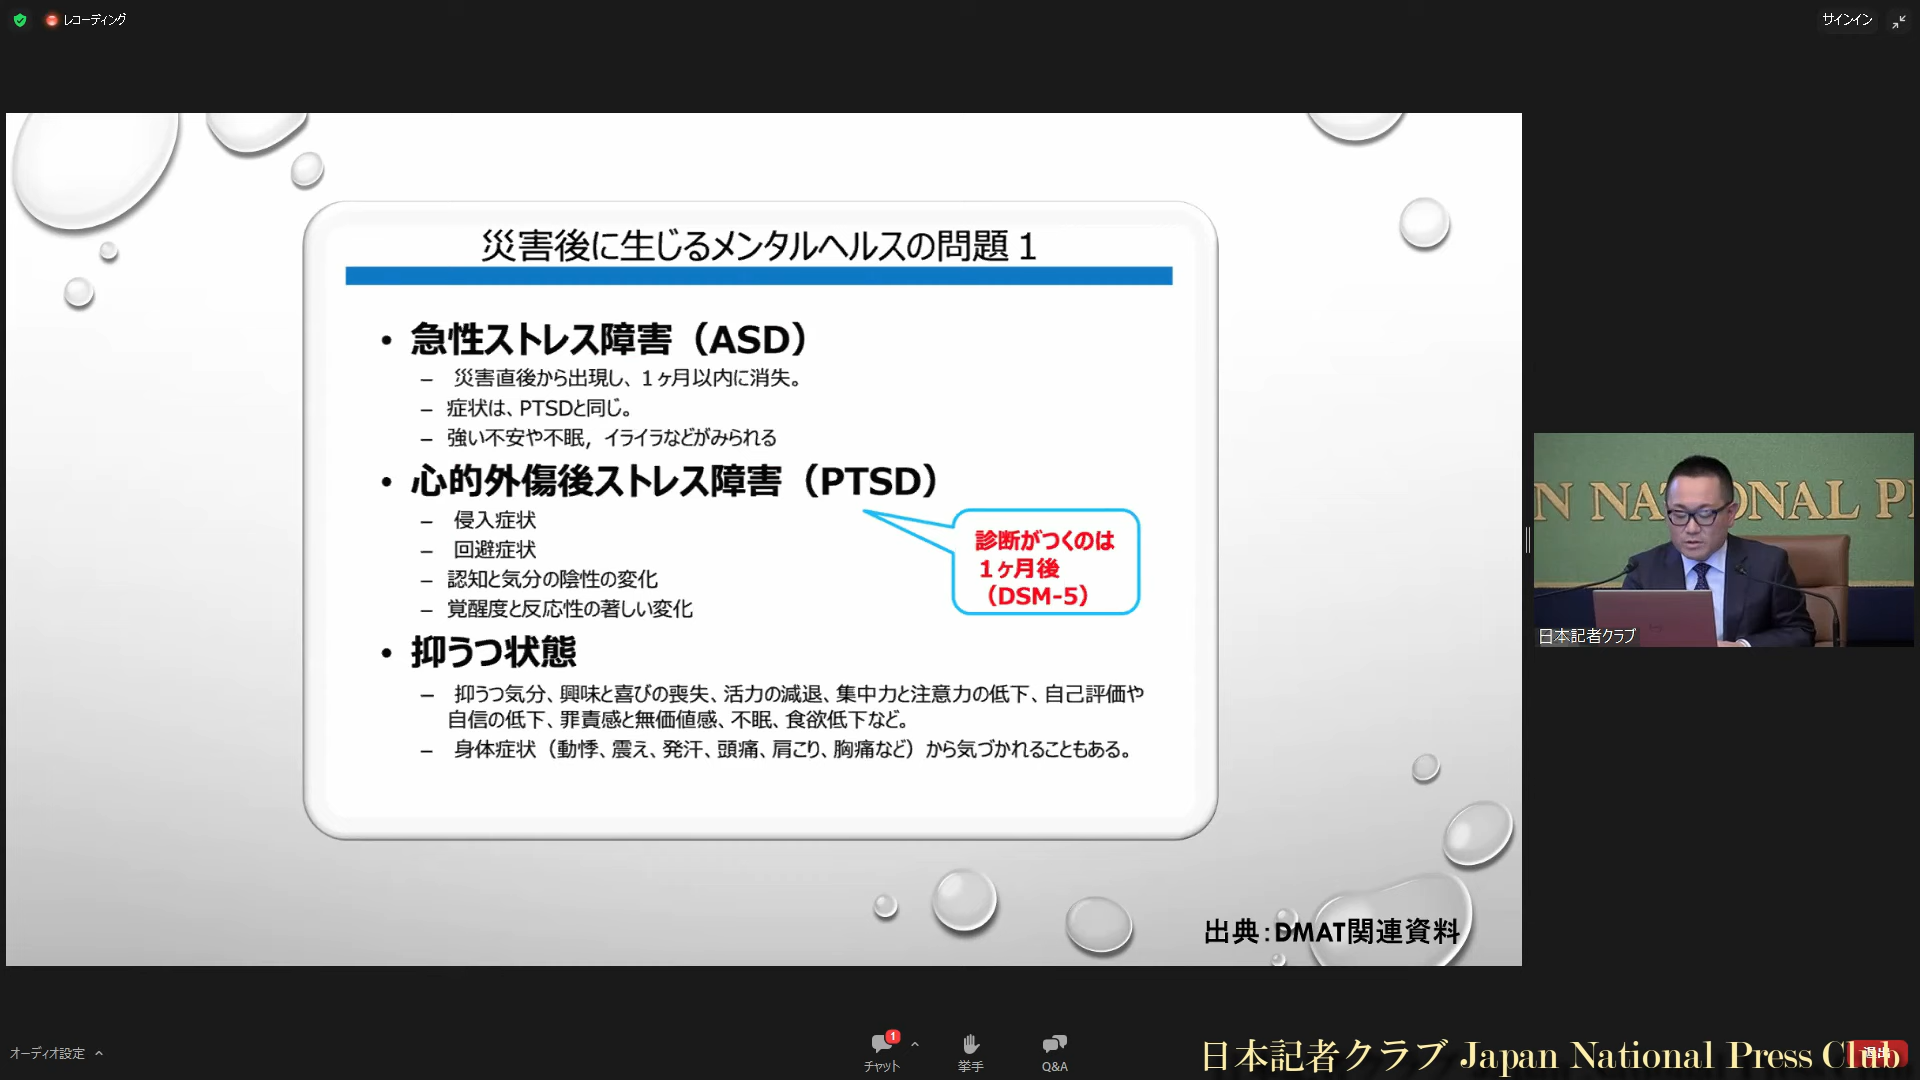 レコーディング
サインイン
災害後に生じるメンタルヘルスの問題1
• 急性ストレス障害（ASD）
– 災害直後から出現し、1ヶ月以内に消失。
– 症状は、PTSDと同じ。
– 強い不安や不眠，イライラなどがみられる
• 心的外傷後ストレス障害（PTSD）
– 侵入症状
– 回避症状
– 認知と気分の陰性の変化
– 覚醒度と反応性の著しい変化
診断がつくのは
1ヶ月後
（DSM-5）
• 抑うつ状態
– 抑うつ気分、興味と喜びの喪失、活力の減退、集中力と注意力の低下、自己評価や
自信の低下、罪責感と無価値感、不眠、食欲低下など。
– 身体症状（動悸、震え、発汗、頭痛、肩こり、胸痛など）から気づかれることもある。
出典：DMAT関連資料
N NATIONAL P
日本記者クラブ
オーディオ設定
1
チャット
挙手
Q&A
日本記者クラブ Japan National Press Club
退出